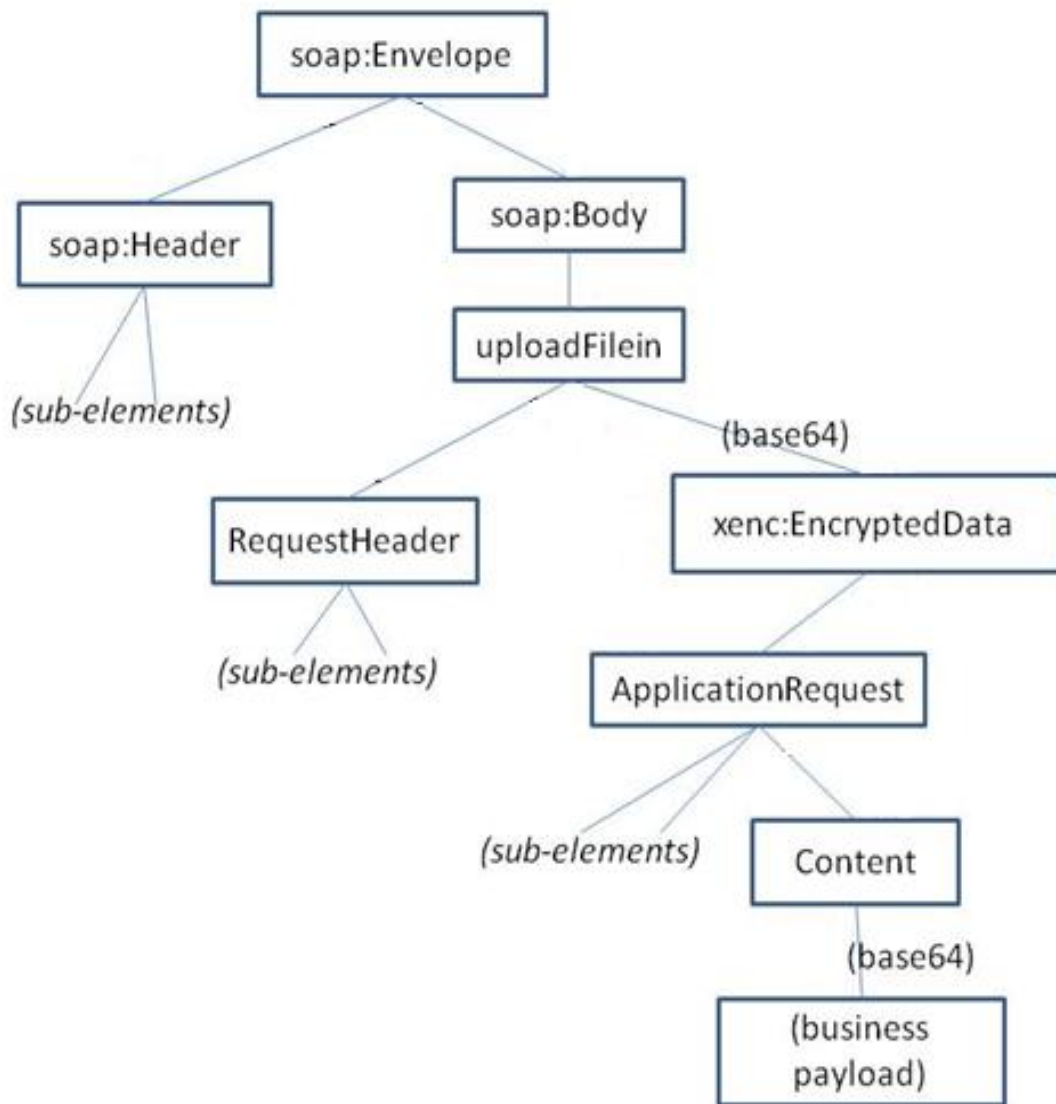 soap:Envelope
soap:Header
soap:Body
uploadFilein
(sub-elements)
(base64)
RequestHeader
xenc:EncryptedData
(sub-elements)
ApplicationRequest
(sub-elements)
Content
(base64)
(business
payload)